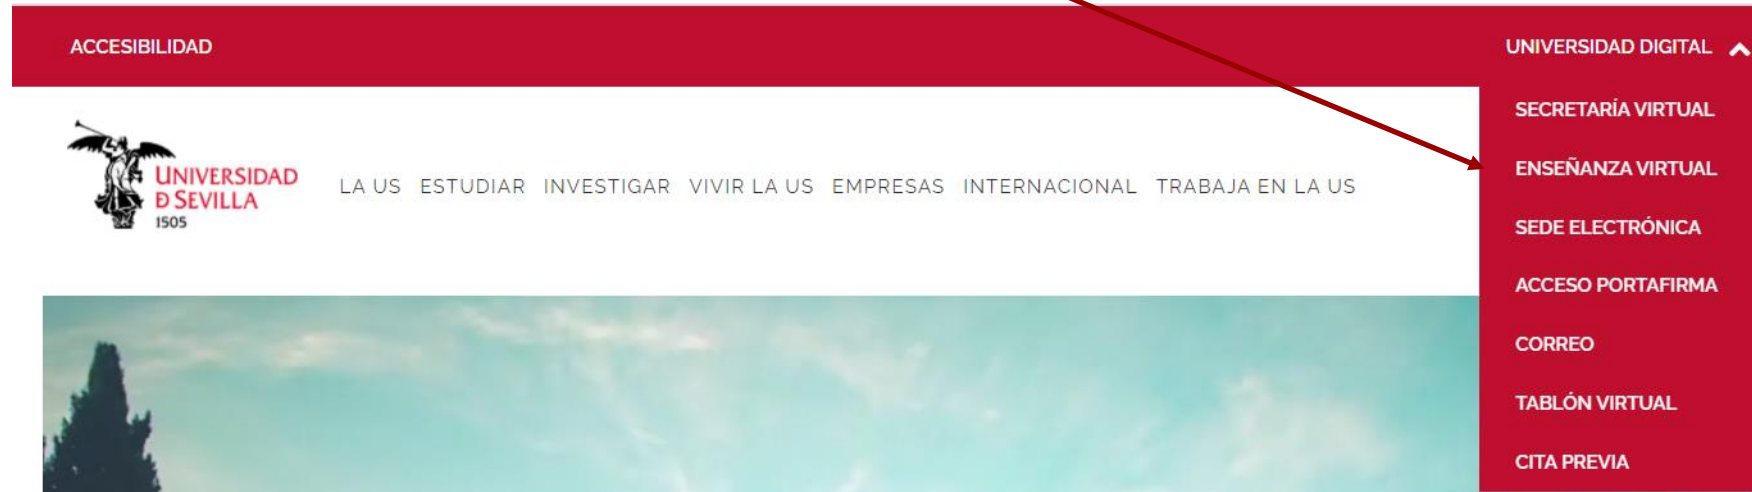 ACCESIBILIDAD
UNIVERSIDAD DIGITAL
SECRETARÍA VIRTUAL
ENSEÑANZA VIRTUAL
SEDE ELECTRÓNICA
ACCESO PORTAFIRMA
CORREO
TABLÓN VIRTUAL
CITA PREVIA
UNIVERSIDAD
Ð SEVILLA
1505
LA US ESTUDIAR INVESTIGAR VIVIR LA US EMPRESAS INTERNACIONAL TRABAJA EN LA US